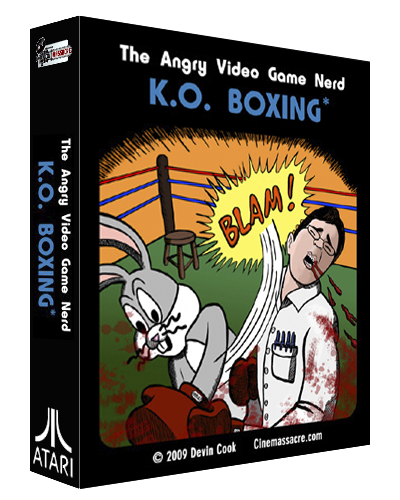 The Angry Video Game Nerd
K.O. BOXING*
BLAM!
© 2009 Devin Cook Cinemassacre.com
The Angry Video Game Nerd
K.O. BOXING*
ATARI